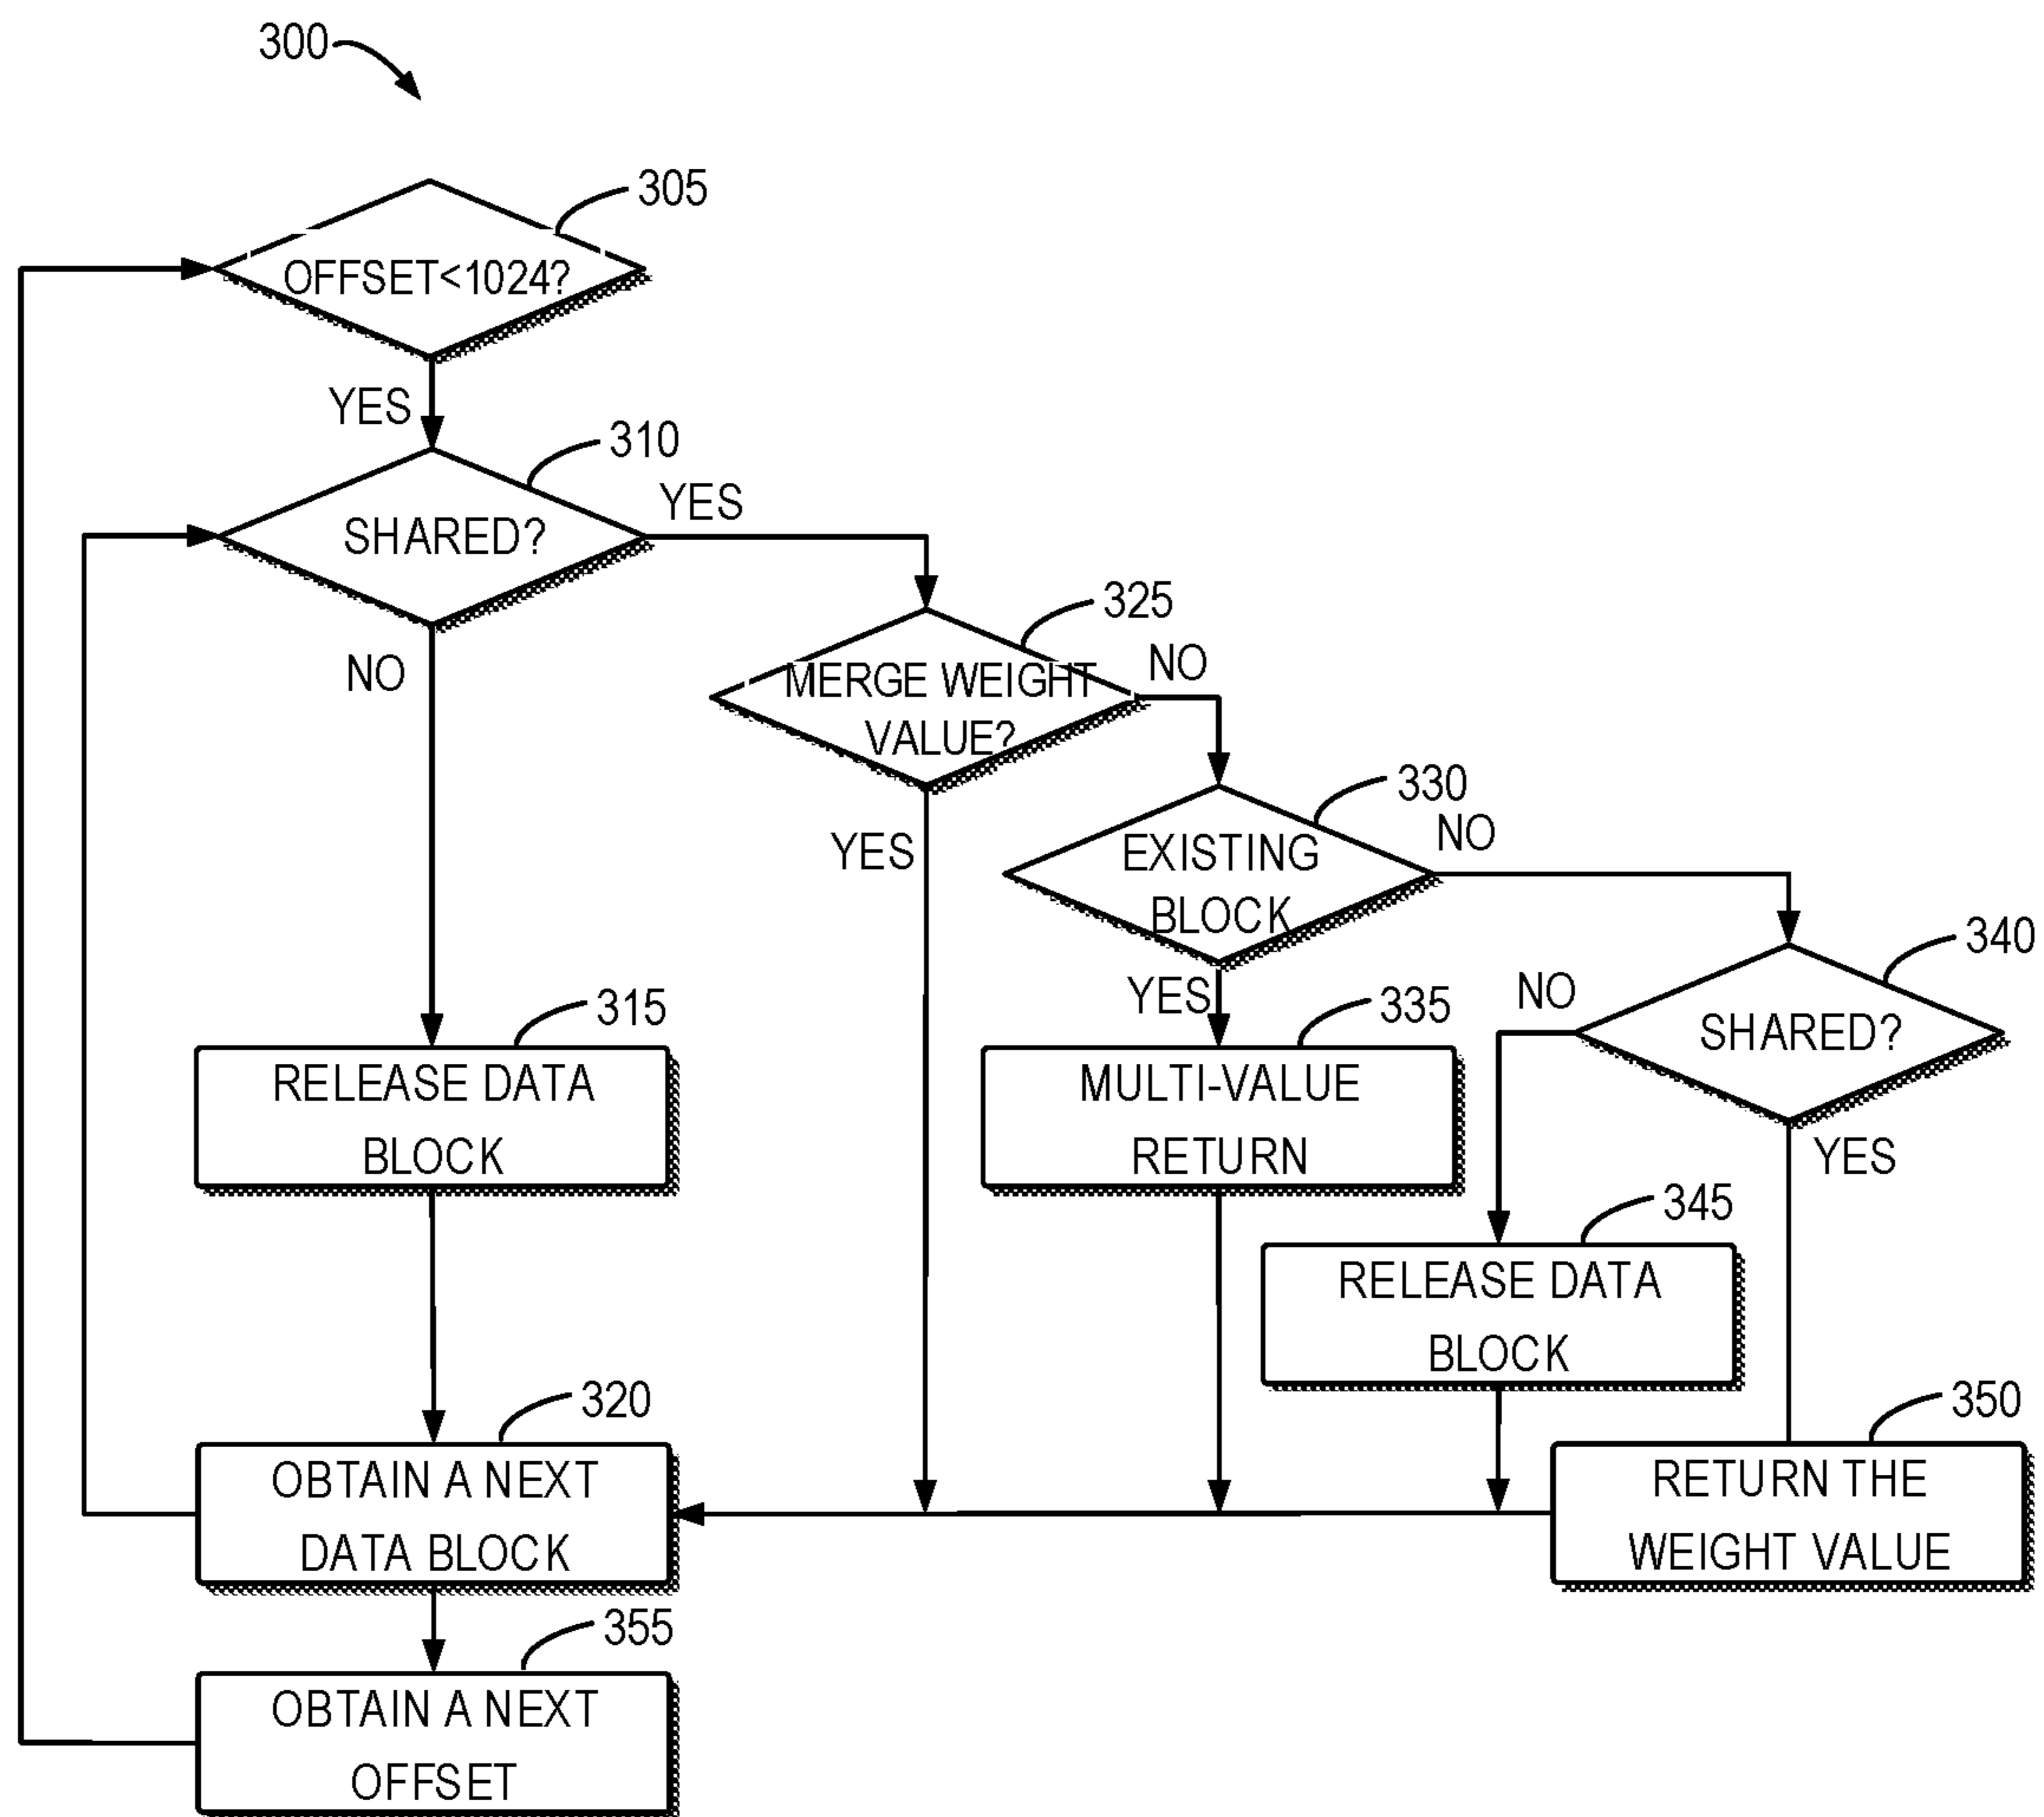 300
305
OFFSET<1024?
YES
310
SHARED?
YES
NO
325
MERGE WEIGHT
VALUE?
NO
YES
330
EXISTING
BLOCK
NO
YES
340
SHARED?
NO
YES
315
RELEASE DATA
BLOCK
335
MULTI-VALUE
RETURN
345
RELEASE DATA
BLOCK
320
OBTAIN A NEXT
DATA BLOCK
350
RETURN THE
WEIGHT VALUE
355
OBTAIN A NEXT
OFFSET